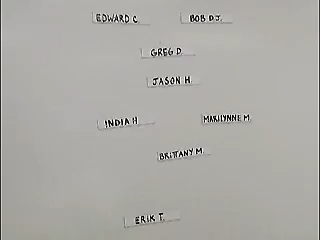 EDWARD C.
BOB D.J.
GREG D.
JASON H.
INDIA H
MARILYNNE M.
BRITTANY M.
ERIK T.